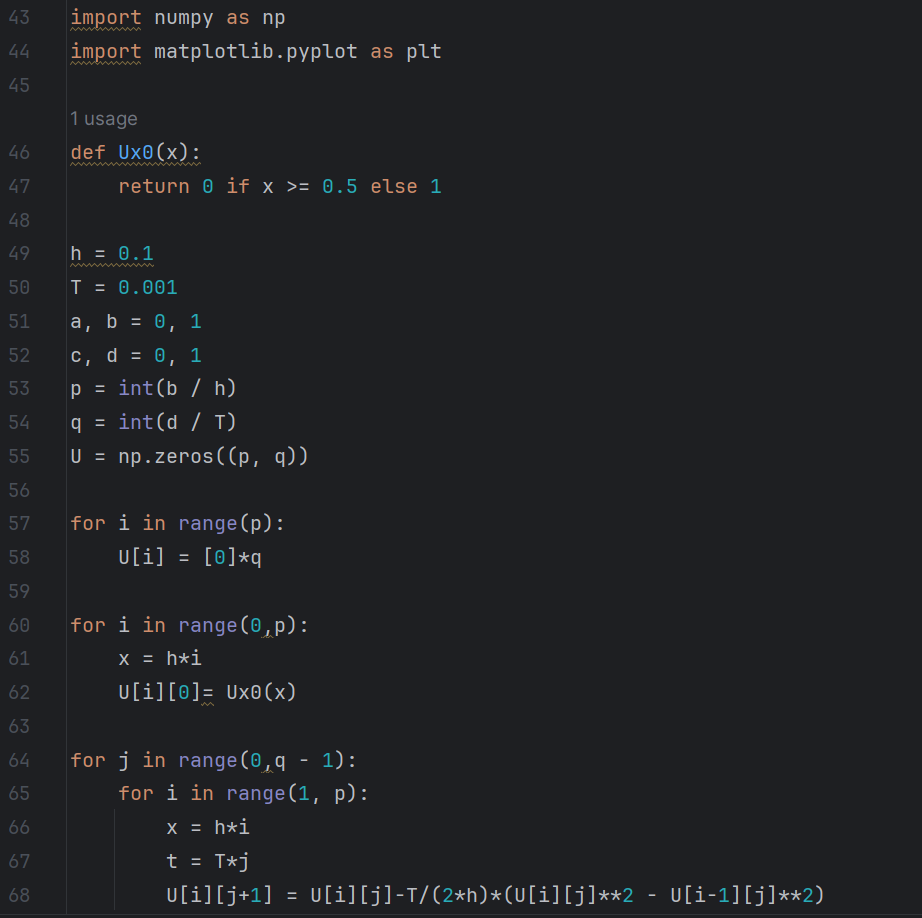 43 import numpy as np
44 import matplotlib.pyplot as plt
45
1 usage
46 def Ux0(x):
47     return 0 if x >= 0.5 else 1
48
49 h = 0.1
50 T = 0.001
51 a, b = 0, 1
52 c, d = 0, 1
53 p = int(b / h)
54 q = int(d / T)
55 U = np.zeros((p, q))
56
57 for i in range(p):
58     U[i] = [0]*q
59
60 for i in range(0,p):
61     x = h*i
62     U[i][0]= Ux0(x)
63
64 for j in range(0,q - 1):
65     for i in range(1, p):
66         x = h*i
67         t = T*j
68         U[i][j+1] = U[i][j]-T/(2*h)*(U[i][j]**2 - U[i-1][j]**2)